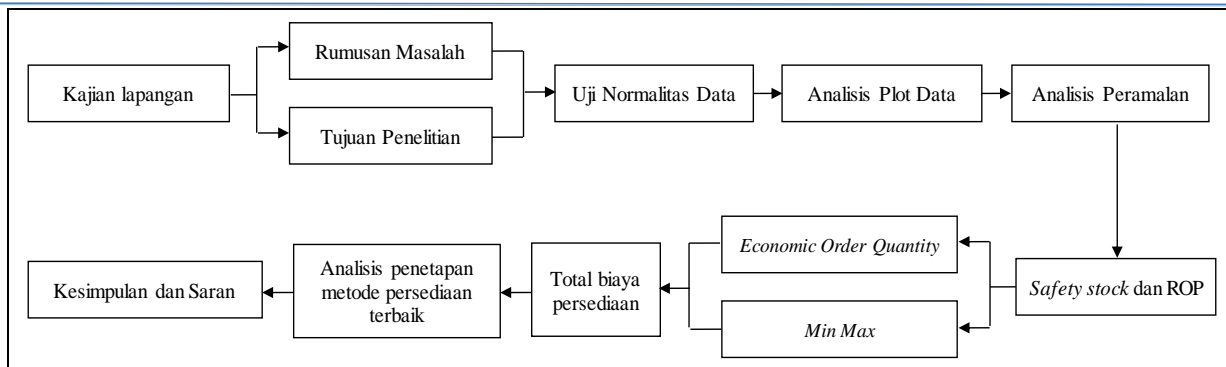 Kajian lapangan
Rumusan Masalah
Tujuan Penelitian
Uji Normalitas Data
Analisis Plot Data
Analisis Peramalan
Safety stock dan ROP
Economic Order Quantity
Min Max
Total biaya
persediaan
Analisis penetapan
metode persediaan
terbaik
Kesimpulan dan Saran